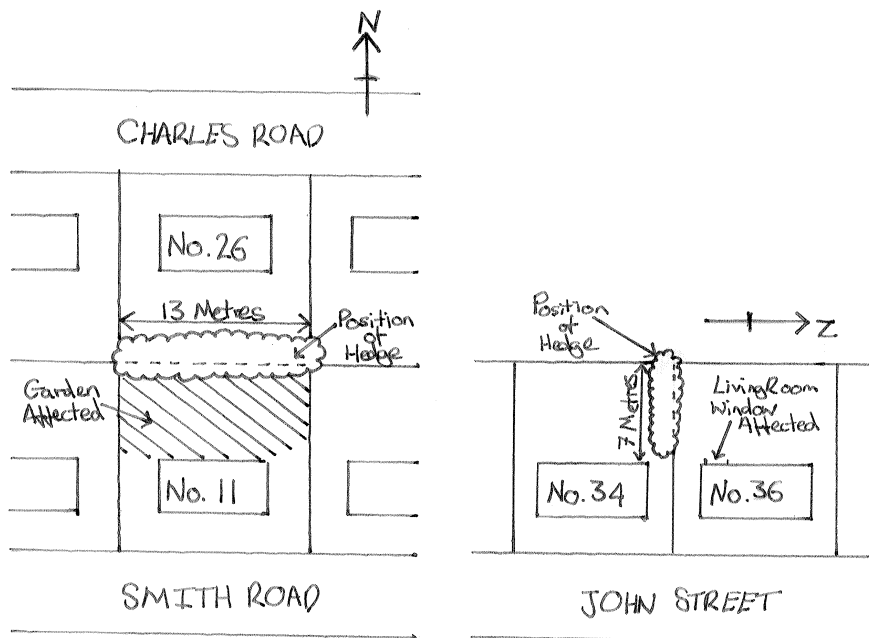 N
CHARLES ROAD
No. 26
13 Metres
Position
of
Hedge
Garden
Affected
No. 11
SMITH ROAD
Position
of
Hedge
N
7 Metres
Living Room
Window
Affected
No. 34
No. 36
JOHN STREET